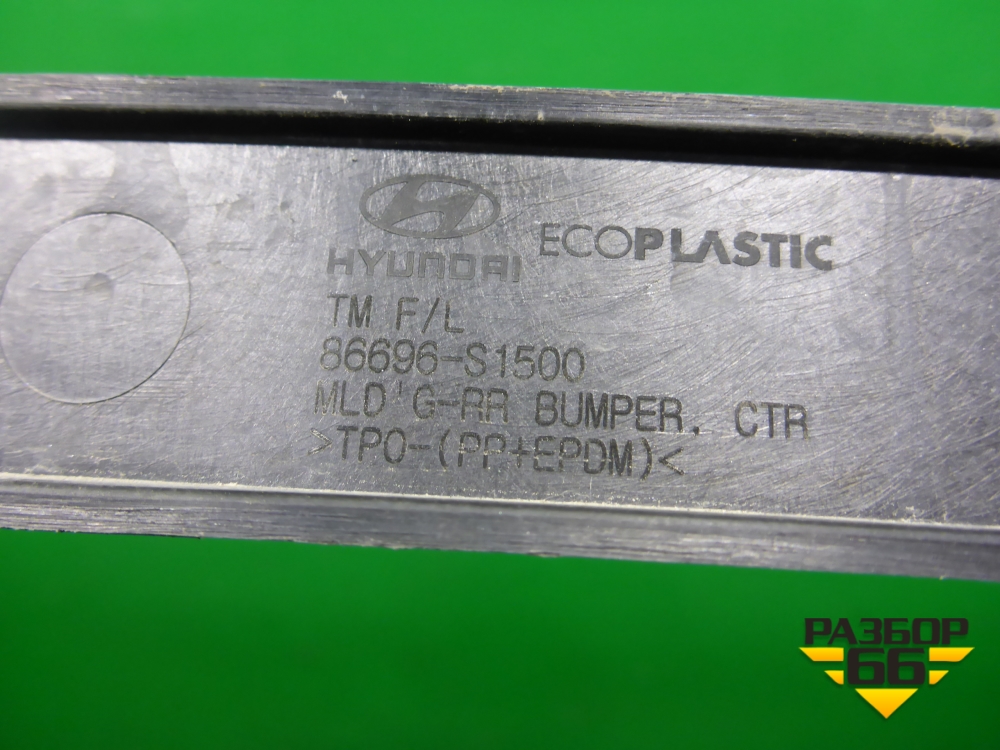 HYUNDAI
ECOPLASTIC
TM F/L
86696-S1500
MLD'G-RR BUMPER, CTR
>TPO-(PP+EPDM)<
РАЗБОР
66